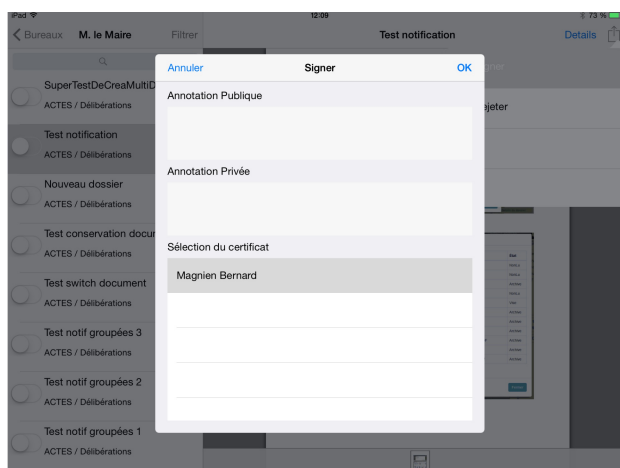 iPad 12:09 73 %
Bureaux M. le Maire Filtrer Test notification Details
Annuler Signer OK
SuperTestDeCreaMultiD
ACTES / Délibérations
Test notification
ACTES / Délibérations
Nouveau dossier
ACTES / Délibérations
Test conservation docur
ACTES / Délibérations
Test switch document
ACTES / Délibérations
Test notif groupées 3
ACTES / Délibérations
Test notif groupées 2
ACTES / Délibérations
Test notif groupées 1
ACTES / Délibérations
Annotation Publique
Annotation Privée
Sélection du certificat
Magnien Bernard
gner
ejeter
Etat